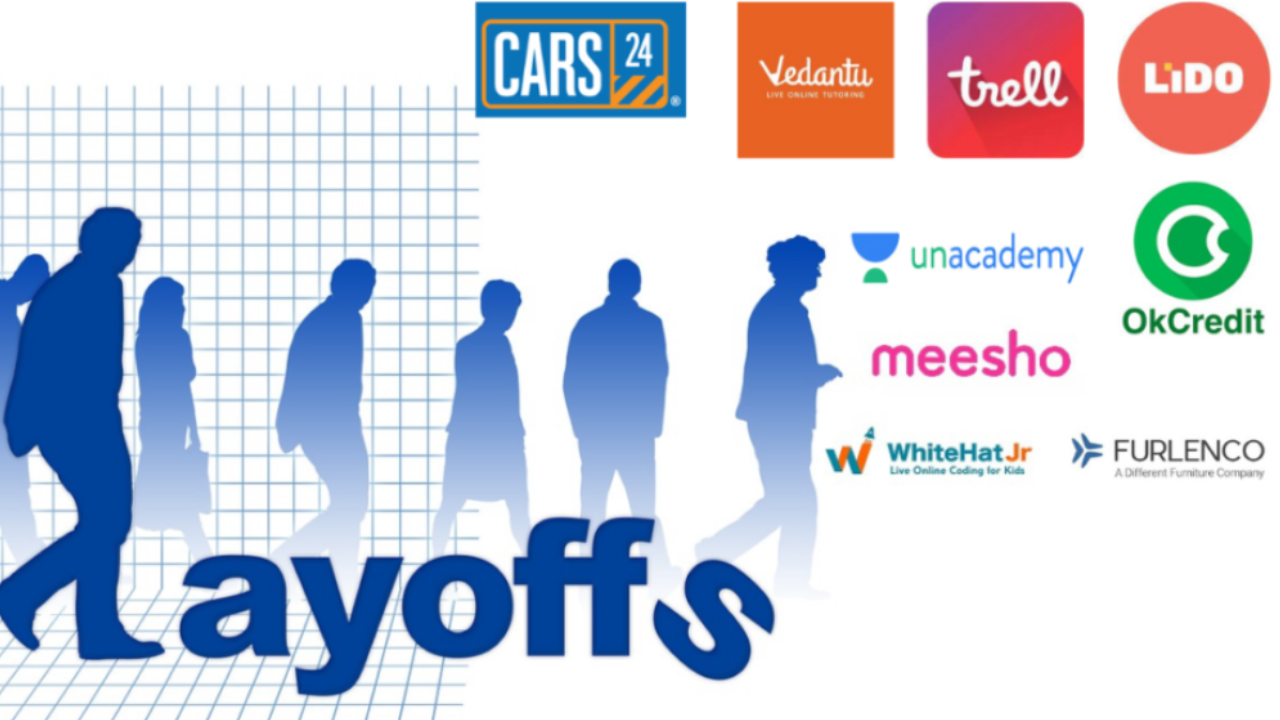 CARS 24 ®
Vedantu
LIVE ONLINE TUTORING
trell
LiDO
unacademy
OkCredit
meesho
WhiteHat Jr
Live Online Coding for Kids
FURLENCO
A Different Furniture Company
Layoffs